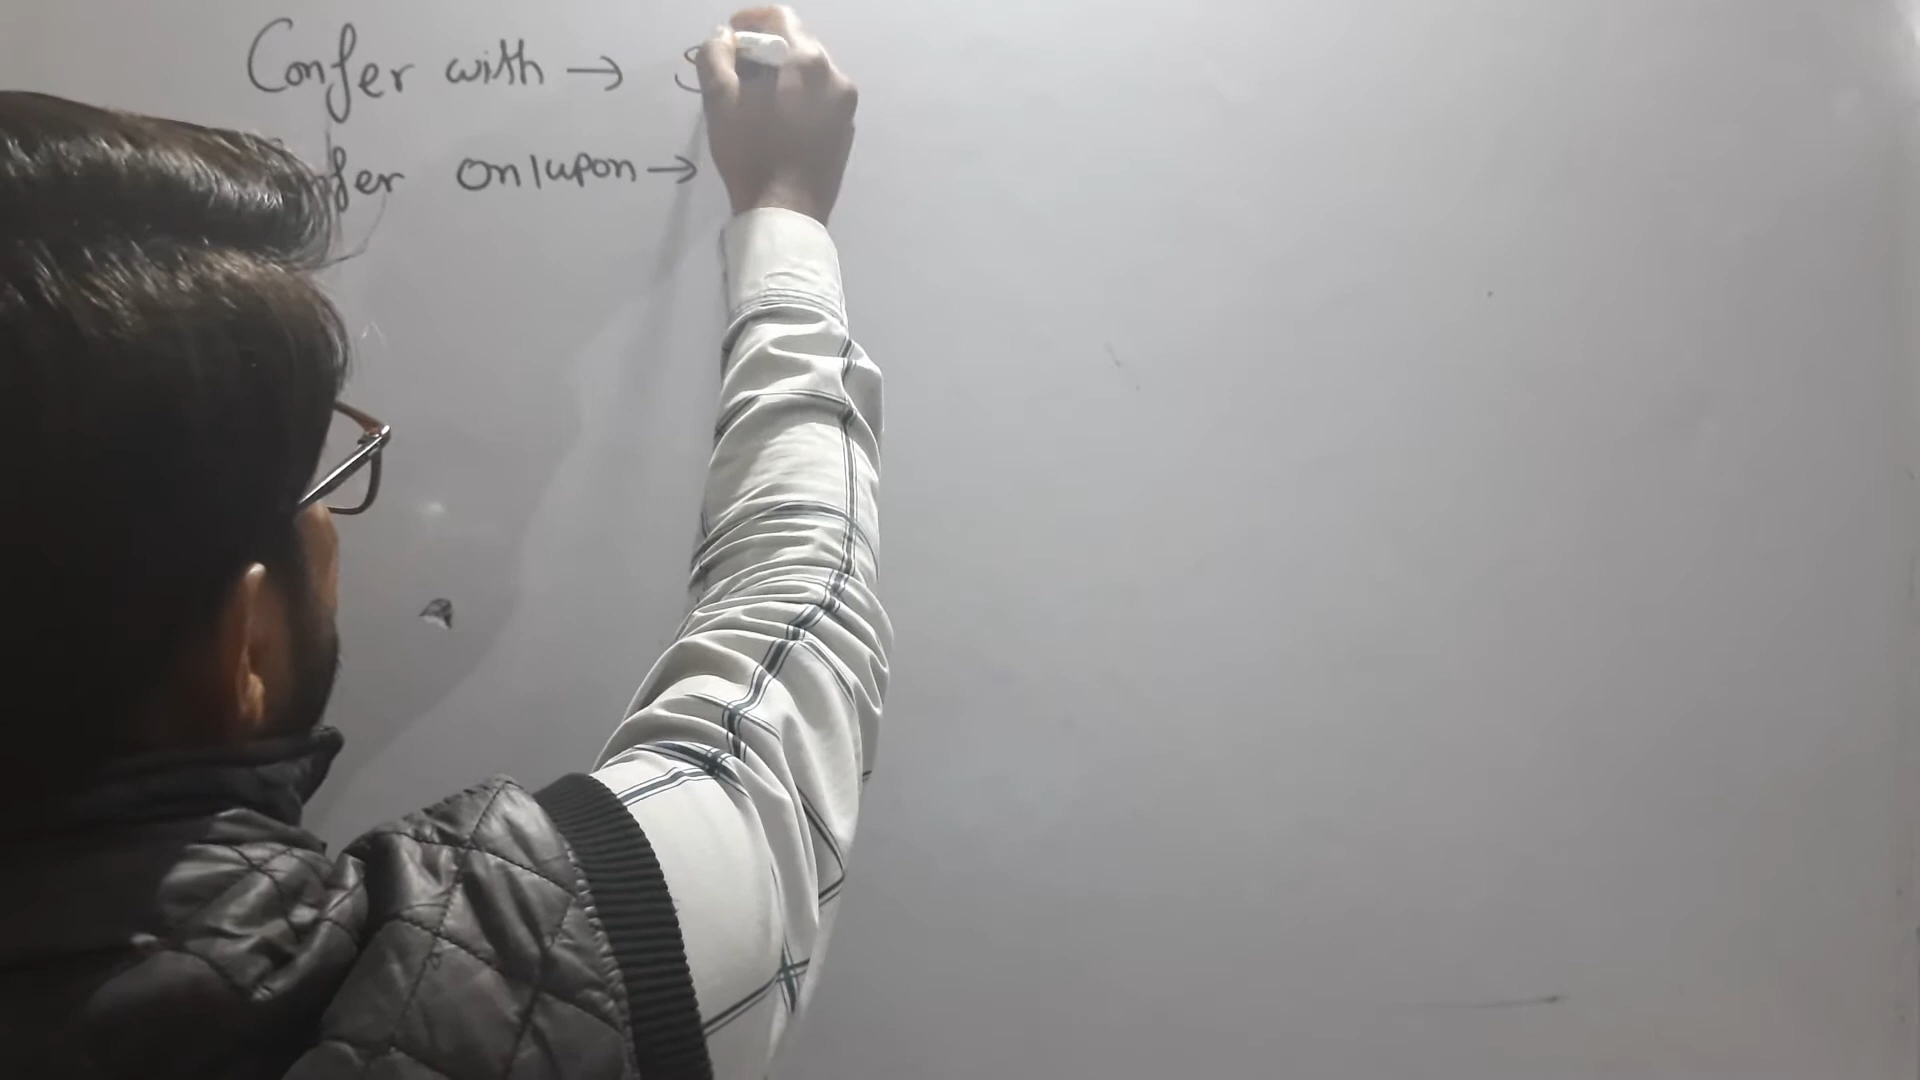 Confer with → S
fer on/upon →